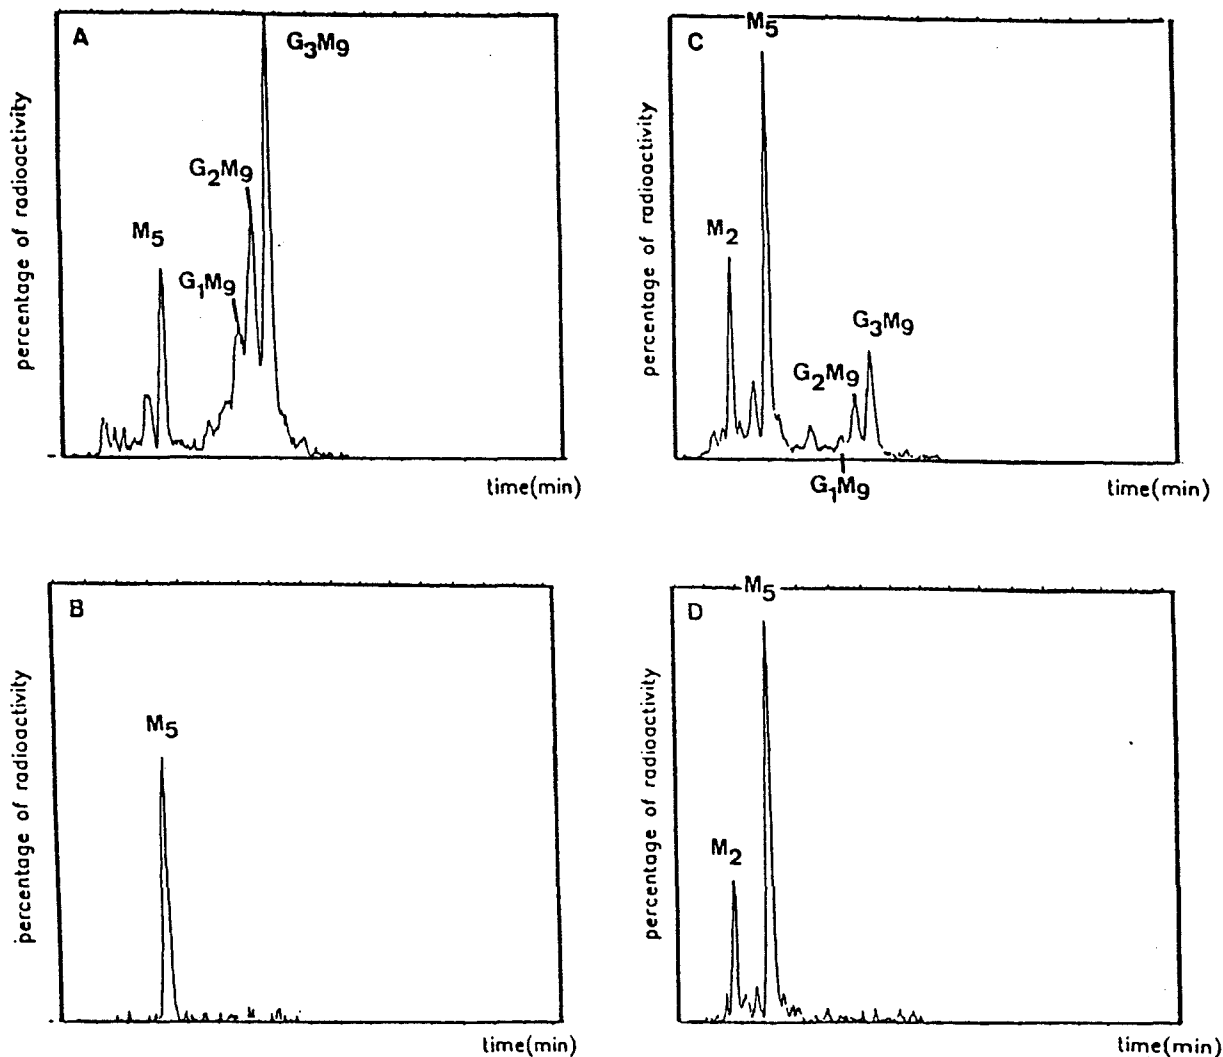 A
G3M9
G2M9
M5
G1M9
percentage of radioactivity
time(min)
C
M5
M2
G3M9
G2M9
G1M9
percentage of radioactivity
time(min)
B
M5
percentage of radioactivity
time(min)
D
M5
M2
percentage of radioactivity
time(min)